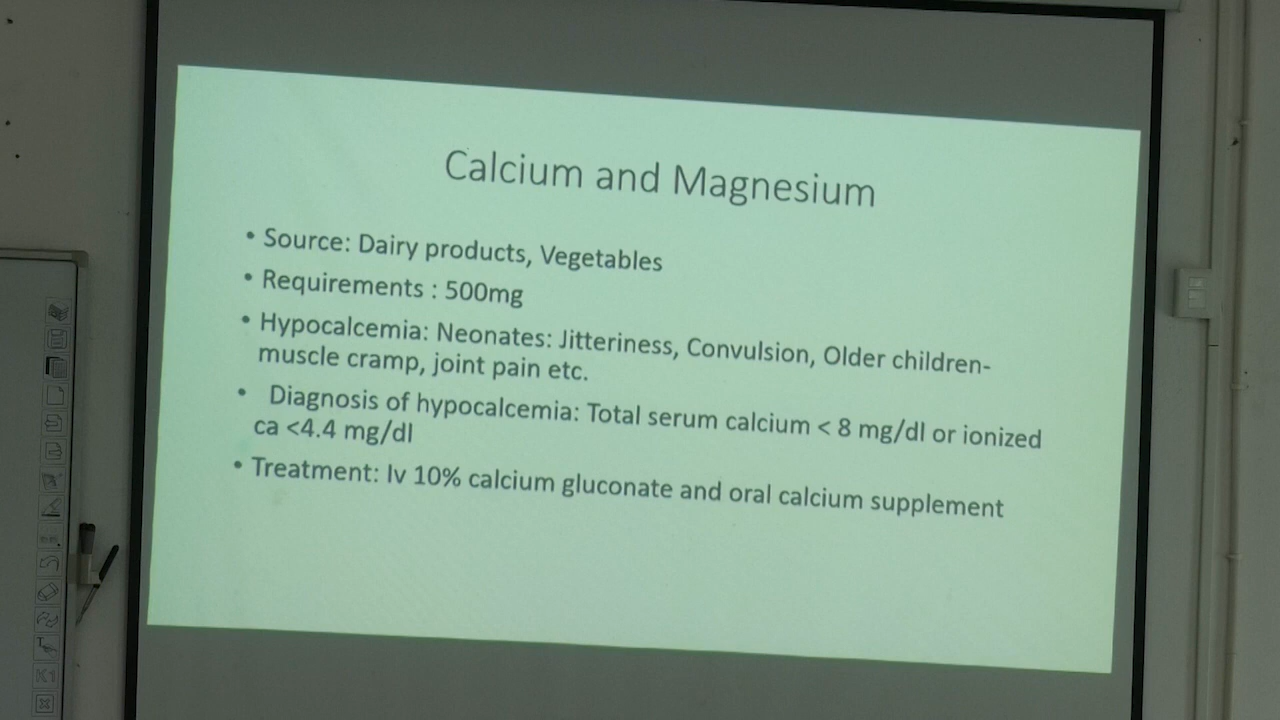 Calcium and Magnesium
• Source: Dairy products, Vegetables
• Requirements : 500mg
• Hypocalcemia: Neonates: Jitteriness, Convulsion, Older children-
muscle cramp, joint pain etc.
• Diagnosis of hypocalcemia: Total serum calcium < 8 mg/dl or ionized
ca <4.4 mg/dl
• Treatment: Iv 10% calcium gluconate and oral calcium supplement